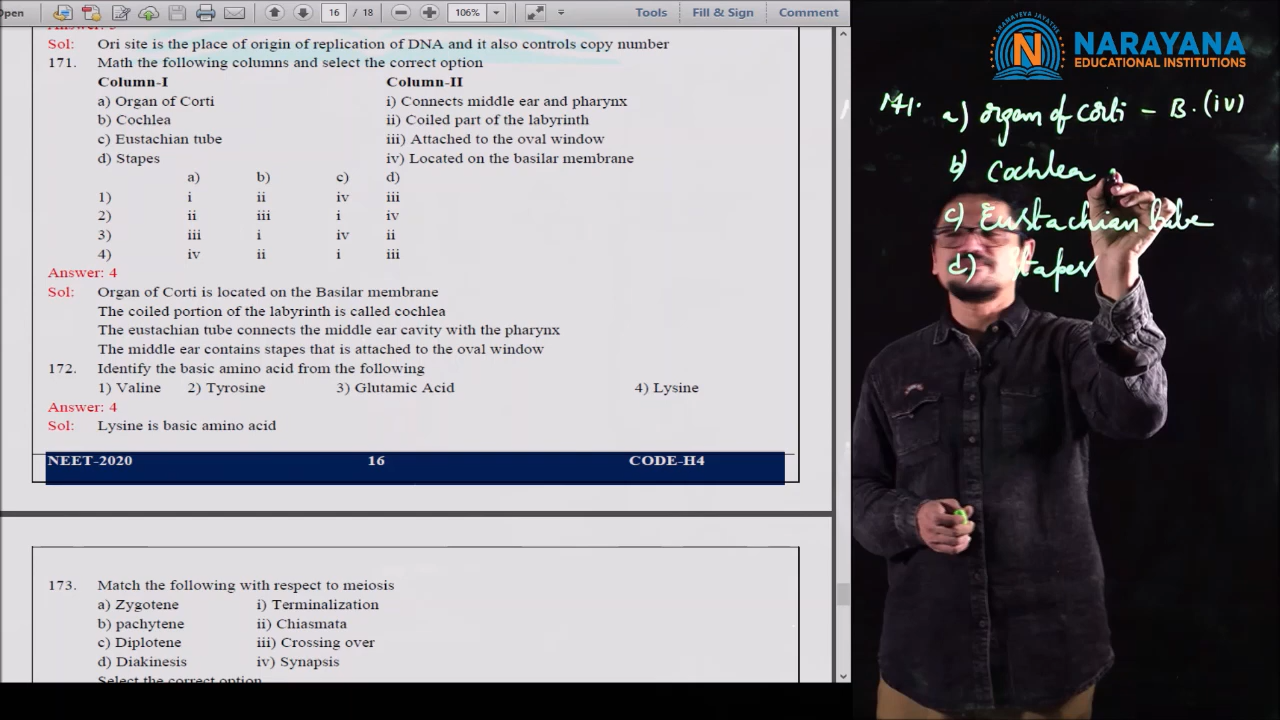 pen 16 / 18 106% Tools Fill & Sign Comment
Sol: Ori site is the place of origin of replication of DNA and it also controls copy number
171. Math the following columns and select the correct option
Column-I Column-II
a) Organ of Corti i) Connects middle ear and pharynx
b) Cochlea ii) Coiled part of the labyrinth
c) Eustachian tube iii) Attached to the oval window
d) Stapes iv) Located on the basilar membrane
a) b) c) d)
1) i ii iv iii
2) ii iii i iv
3) iii i iv ii
4) iv ii i iii
Answer: 4
Sol: Organ of Corti is located on the Basilar membrane
The coiled portion of the labyrinth is called cochlea
The eustachian tube connects the middle ear cavity with the pharynx
The middle ear contains stapes that is attached to the oval window
172. Identify the basic amino acid from the following
1) Valine 2) Tyrosine 3) Glutamic Acid 4) Lysine
Answer: 4
Sol: Lysine is basic amino acid
NEET-2020 16 CODE-H4
173. Match the following with respect to meiosis
a) Zygotene i) Terminalization
b) pachytene ii) Chiasmata
c) Diplotene iii) Crossing over
d) Diakinesis iv) Synapsis
Select the correct option
SRAMAYEVA JAYATHE
N
NARAYANA
EDUCATIONAL INSTITUTIONS
a) organ of corti - B. (iv)
b) Cochlea
c) Eustachian tube
d) Stapes